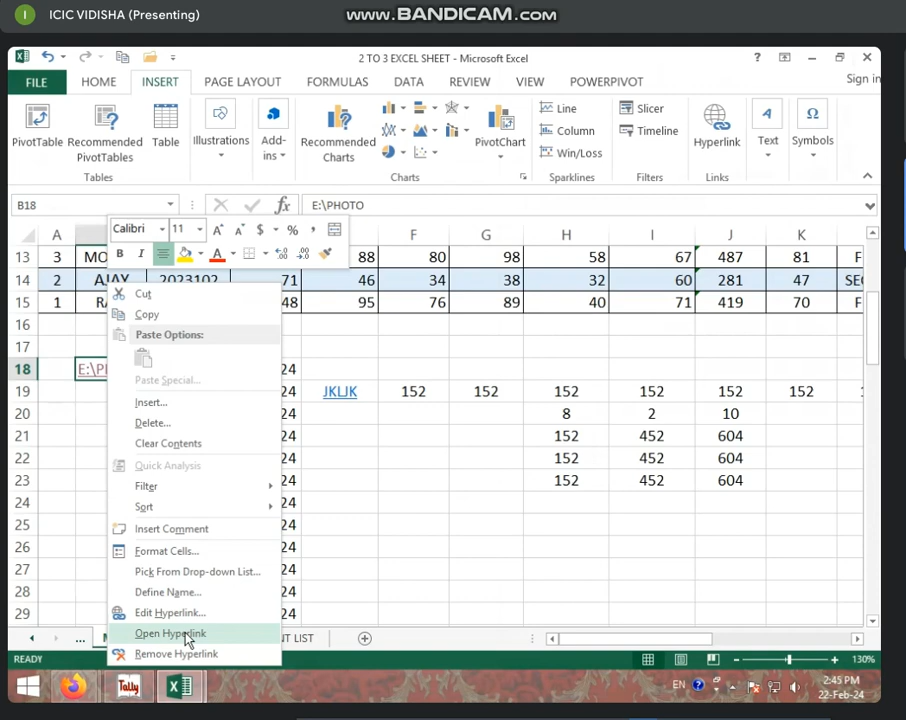 I ICIC VIDISHA (Presenting)
www.BANDICAM.com
2 TO 3 EXCEL SHEET - Microsoft Excel
FILE HOME INSERT PAGE LAYOUT FORMULAS DATA REVIEW VIEW POWERPIVOT Sign in
PivotTable Recommended PivotTables Table Illustrations Add-ins Recommended Charts PivotChart Line Column Win/Loss Slicer Timeline Hyperlink Text Symbols
Tables Charts Sparklines Filters Links
B18 fx E:\PHOTO
Calibri 11 $ % ,
B I A
A F G H I J K
13 3 MO 88 80 98 58 67 487 81 F
14 2 AJAY 2023102 71 46 34 38 32 60 281 47 SEC
15 1 RA 48 95 76 89 40 71 419 70 F
16
17
18 E:\PH 24
19 24 JKLJK 152 152 152 152 152 152 1
20 24 8 2 10
21 24 152 452 604
22 24 152 452 604
23 24 152 452 604
24 24
25 24
26 24
27 24
28 24
29 24
Cut
Copy
Paste Options:
Paste Special...
Insert...
Delete...
Clear Contents
Quick Analysis
Filter
Sort
Insert Comment
Format Cells...
Pick From Drop-down List...
Define Name...
Edit Hyperlink...
Open Hyperlink
Remove Hyperlink
... M NT LIST
READY 130%
Tally EN 2:45 PM
22-Feb-24